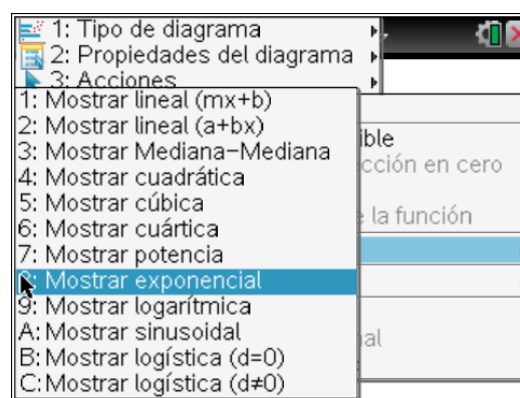 1: Tipo de diagrama
2: Propiedades del diagrama
3: Acciones
1: Mostrar lineal (mx+b)
2: Mostrar lineal (a+bx)
3: Mostrar Mediana-Mediana
4: Mostrar cuadrática
5: Mostrar cúbica
6: Mostrar cuártica
7: Mostrar potencia
8: Mostrar exponencial
9: Mostrar logarítmica
A: Mostrar sinusoidal
B: Mostrar logística (d=0)
C: Mostrar logística (d≠0)
ible
cción en cero
la función
al